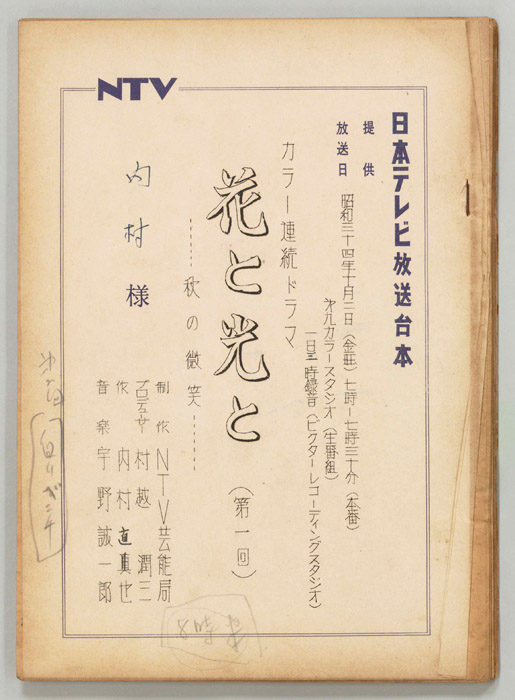 NTV
日本テレビ放送台本
提供
放送日
昭和三十四年十月二日(金曜)七時−七時三十分(本番)
第九カラースタジオ(生番組)
一日三時録音(ビクターレコーディングスタジオ)
カラー連続ドラマ
花と光と
(第一回)
………秋の微笑………
内村様
制作 NTV芸能局
プロデューサー 村越潤三
作 内村直也
音楽 宇野誠一郎